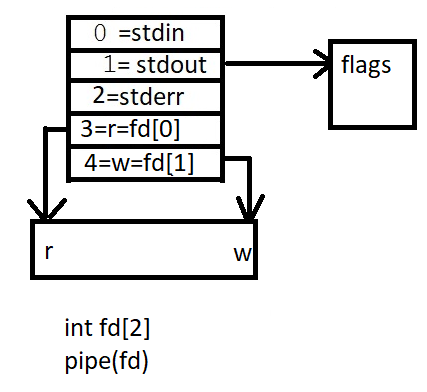 0 =stdin
1= stdout
flags
2=stderr
3=r=fd[0]
4=w=fd[1]
r
w
int fd[2]
pipe(fd)